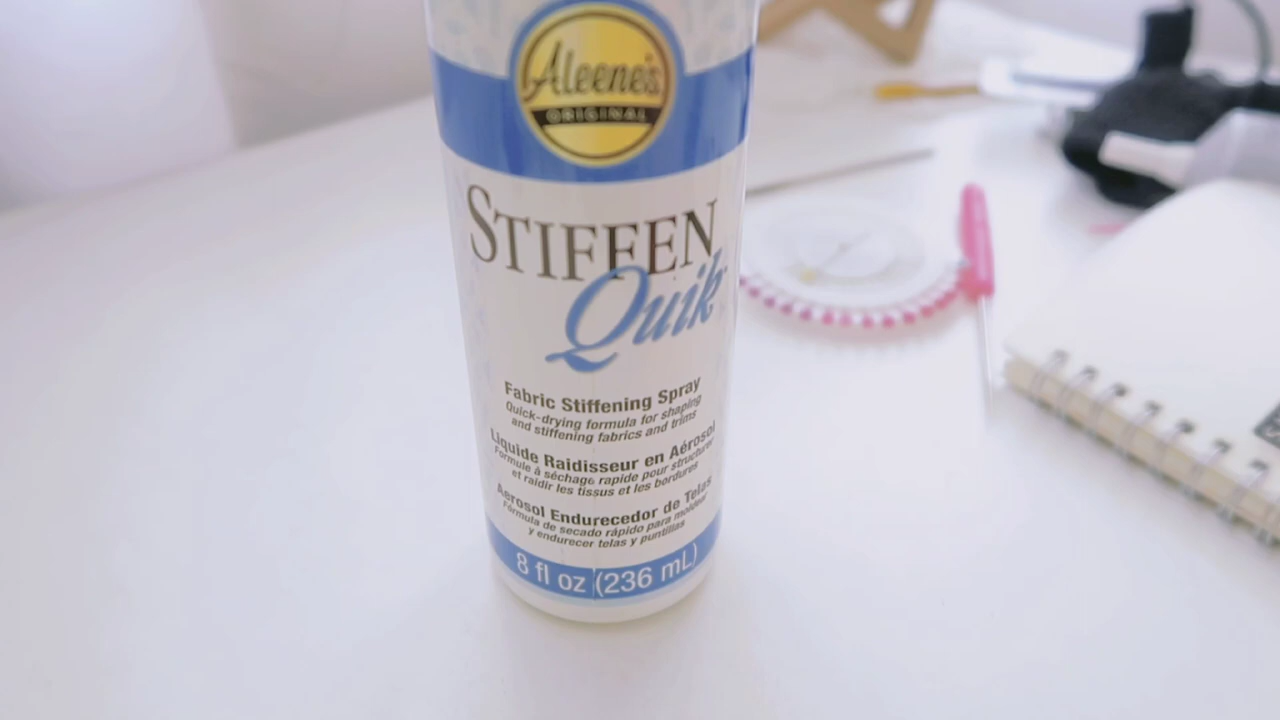 Aleene's
ORIGINAL
STIFFEN
Quik
Fabric Stiffening Spray
Quick-drying formula for shaping
and stiffening fabrics and trims
Liquide Raidisseur en Aérosol
Formule à séchage rapide pour structurer
et raidir les tissus et les bordures
Aerosol Endurecedor de Telas
Fórmula de secado rápido para moldear
y endurecer telas y puntillas
8 fl oz (236 mL)